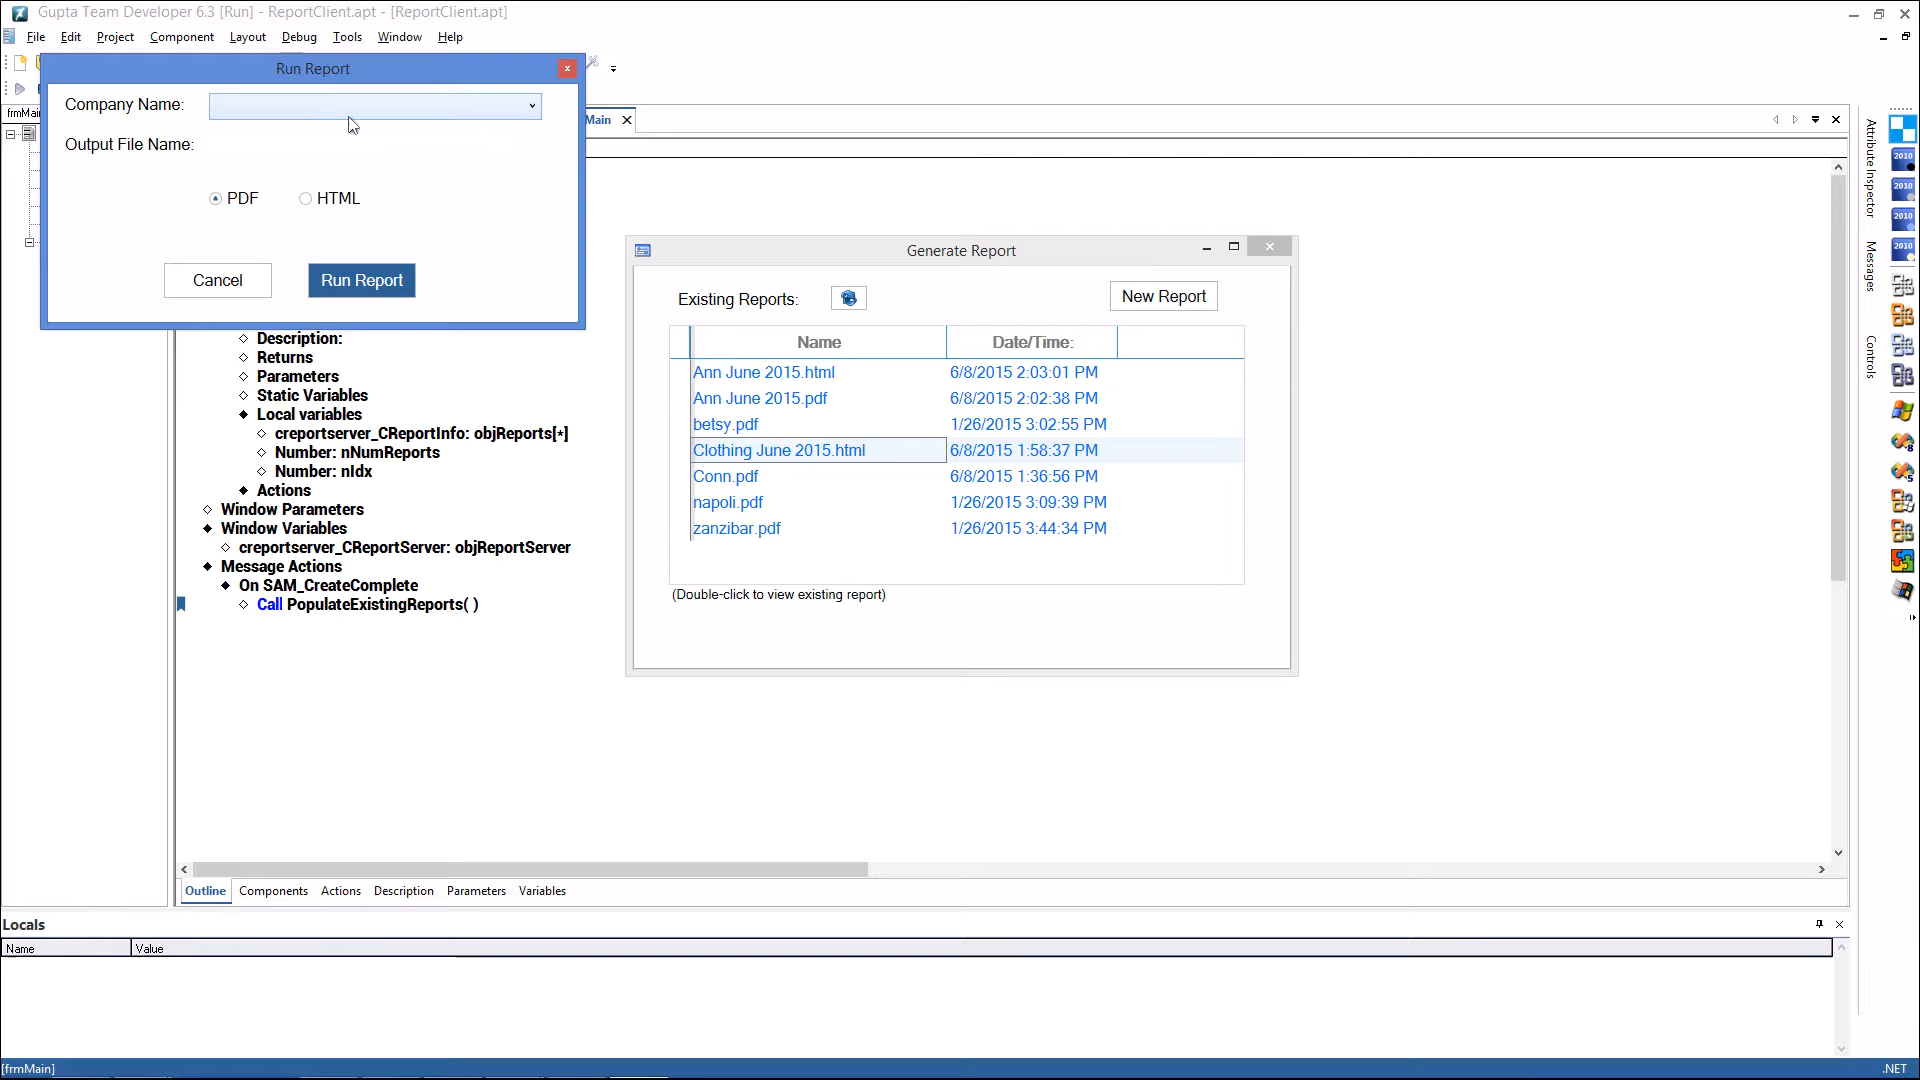 Gupta Team Developer 6.3 [Run] - ReportClient.apt - [ReportClient.apt]
File Edit Project Component Layout Debug Tools Window Help
Run Report
Company Name:
Output File Name:
PDF HTML
Cancel Run Report
frmMain
Main
Description:
Returns
Parameters
Static Variables
Local variables
creportserver_CReportInfo: objReports[*]
Number: nNumReports
Number: nIdx
Actions
Window Parameters
Window Variables
creportserver_CReportServer: objReportServer
Message Actions
On SAM_CreateComplete
Call PopulateExistingReports( )
Generate Report
Existing Reports: New Report
Name Date/Time:
Ann June 2015.html 6/8/2015 2:03:01 PM
Ann June 2015.pdf 6/8/2015 2:02:38 PM
betsy.pdf 1/26/2015 3:02:55 PM
Clothing June 2015.html 6/8/2015 1:58:37 PM
Conn.pdf 6/8/2015 1:36:56 PM
napoli.pdf 1/26/2015 3:09:39 PM
zanzibar.pdf 1/26/2015 3:44:34 PM
(Double-click to view existing report)
Attribute Inspector
Messages
Controls
2010
2010
2010
2010
Outline Components Actions Description Parameters Variables
Locals
Name Value
[frmMain] .NET